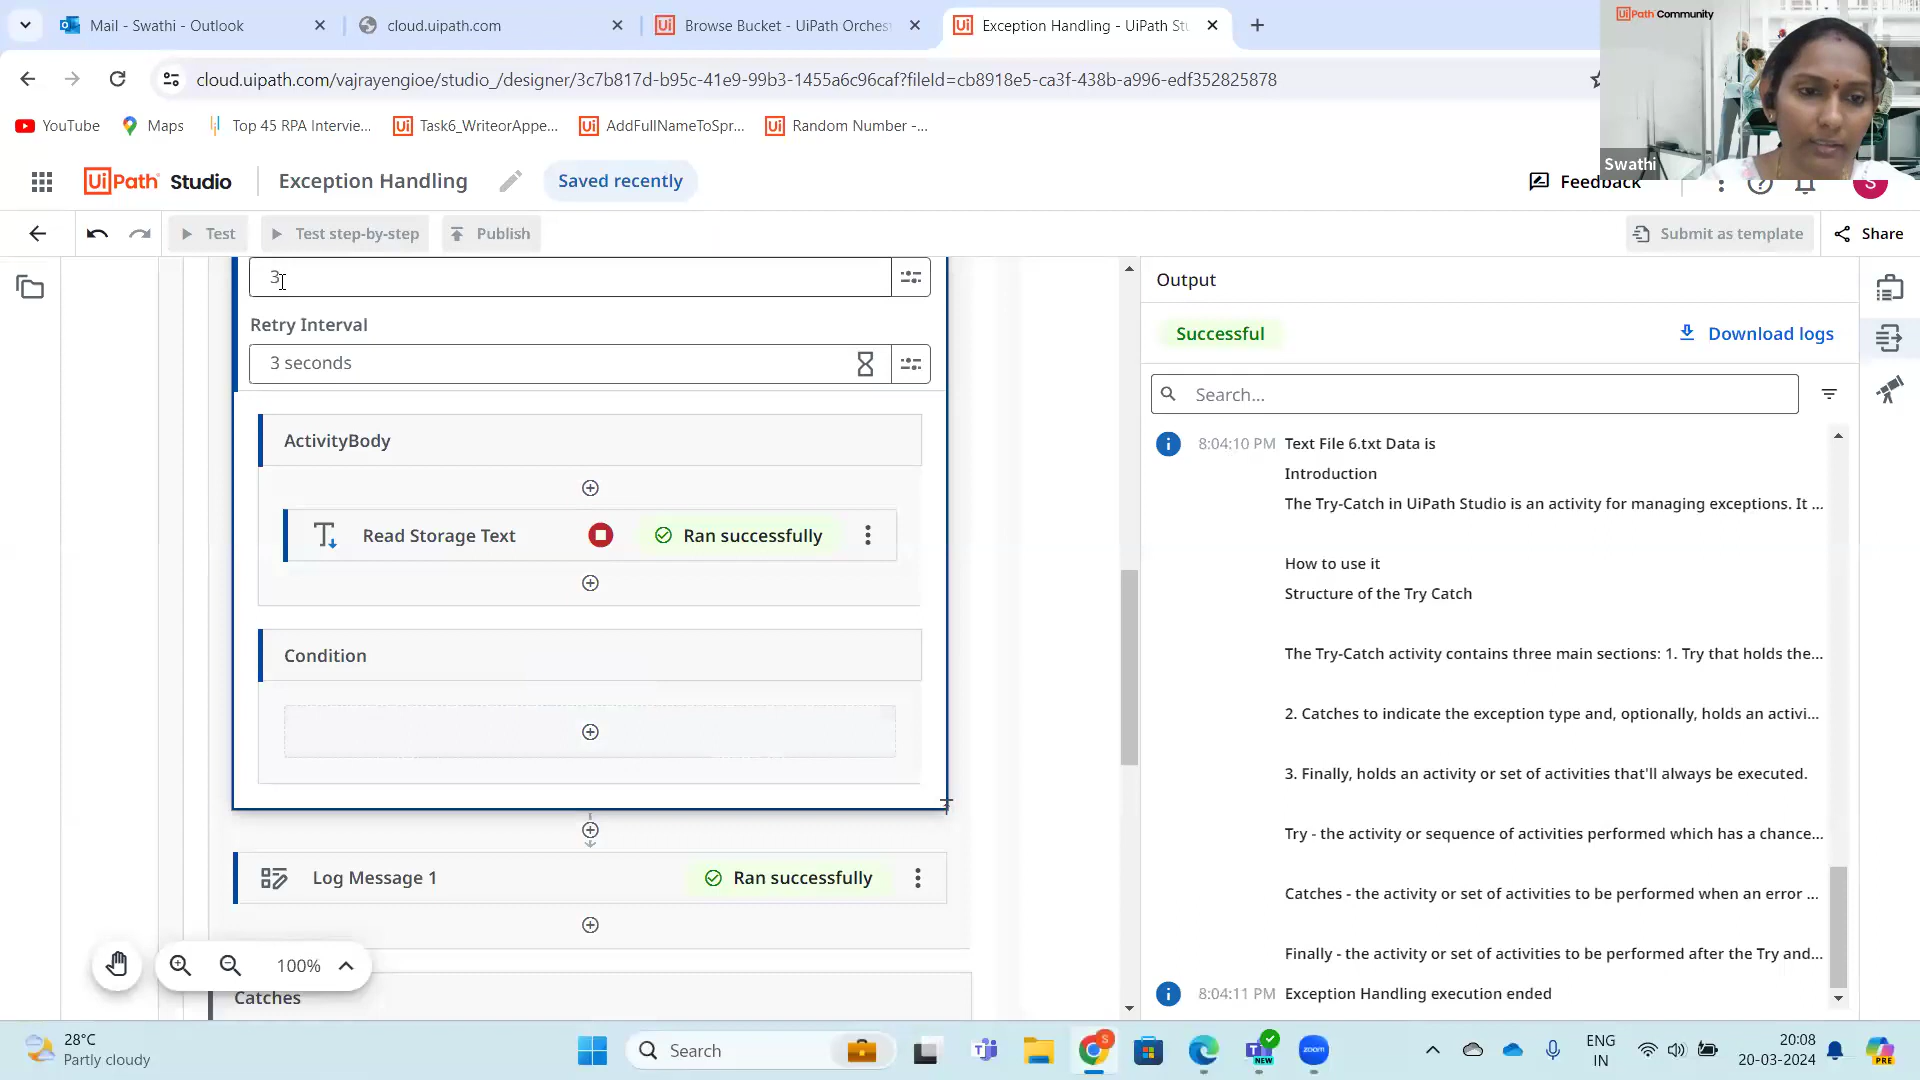 Mail - Swathi - Outlook
cloud.uipath.com
Browse Bucket - UiPath Orches
Exception Handling - UiPath Stu
UiPath Community
cloud.uipath.com/vajrayengioe/studio_/designer/3c7b817d-b95c-41e9-99b3-1455a6c96caf?fileId=cb8918e5-ca3f-438b-a996-edf352825878
YouTube
Maps
Top 45 RPA Intervie...
Task6_WriteorAppe...
AddFullNameToSpr...
Random Number -...
Swathi
UiPath Studio
Exception Handling
Saved recently
Feedback
S
Test
Test step-by-step
Publish
Submit as template
Share
3
Retry Interval
3 seconds
ActivityBody
Read Storage Text
Ran successfully
Condition
Log Message 1
Ran successfully
100%
Catches
Output
Successful
Download logs
Search...
8:04:10 PM Text File 6.txt Data is
Introduction
The Try-Catch in UiPath Studio is an activity for managing exceptions. It ...
How to use it
Structure of the Try Catch
The Try-Catch activity contains three main sections: 1. Try that holds the...
2. Catches to indicate the exception type and, optionally, holds an activi...
3. Finally, holds an activity or set of activities that'll always be executed.
Try - the activity or sequence of activities performed which has a chance...
Catches - the activity or set of activities to be performed when an error ...
Finally - the activity or set of activities to be performed after the Try and...
8:04:11 PM Exception Handling execution ended
28°C
Partly cloudy
Search
S
NEW
zoom
ENG
IN
20:08
20-03-2024
PRE